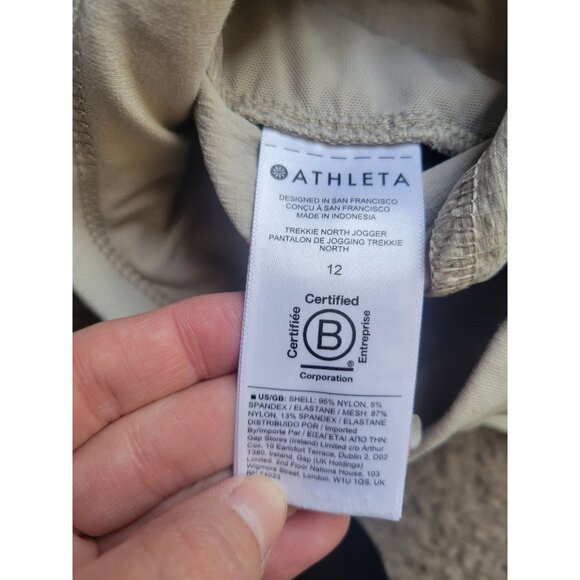 ATHLETA
DESIGNED IN SAN FRANCISCO
CONÇU À SAN FRANCISCO
MADE IN INDONESIA
TREKKIE NORTH JOGGER
PANTALON DE JOGGING TREKKIE
NORTH
12
Certified
Certifiée
B
®
Entreprise
Corporation
■ US/GB: SHELL: 95% NYLON, 5%
SPANDEX / ELASTANE / MESH: 87%
NYLON, 13% SPANDEX / ELASTANE
DISTRIBUIDO POR / Imported
By/Importe Par / ΕΙΣΑΓΕΤΑΙ ΑΠΟ ΤΗΝ:
Gap Stores (Ireland) Limited c/o Arthur
Cox, 10 Earlsfort Terrace, Dublin 2, D02
T380, Ireland, Gap (UK Holdings)
Limited, 2nd Floor Nations House, 103
Wigmore Street, London, W1U 1QS, UK
54023